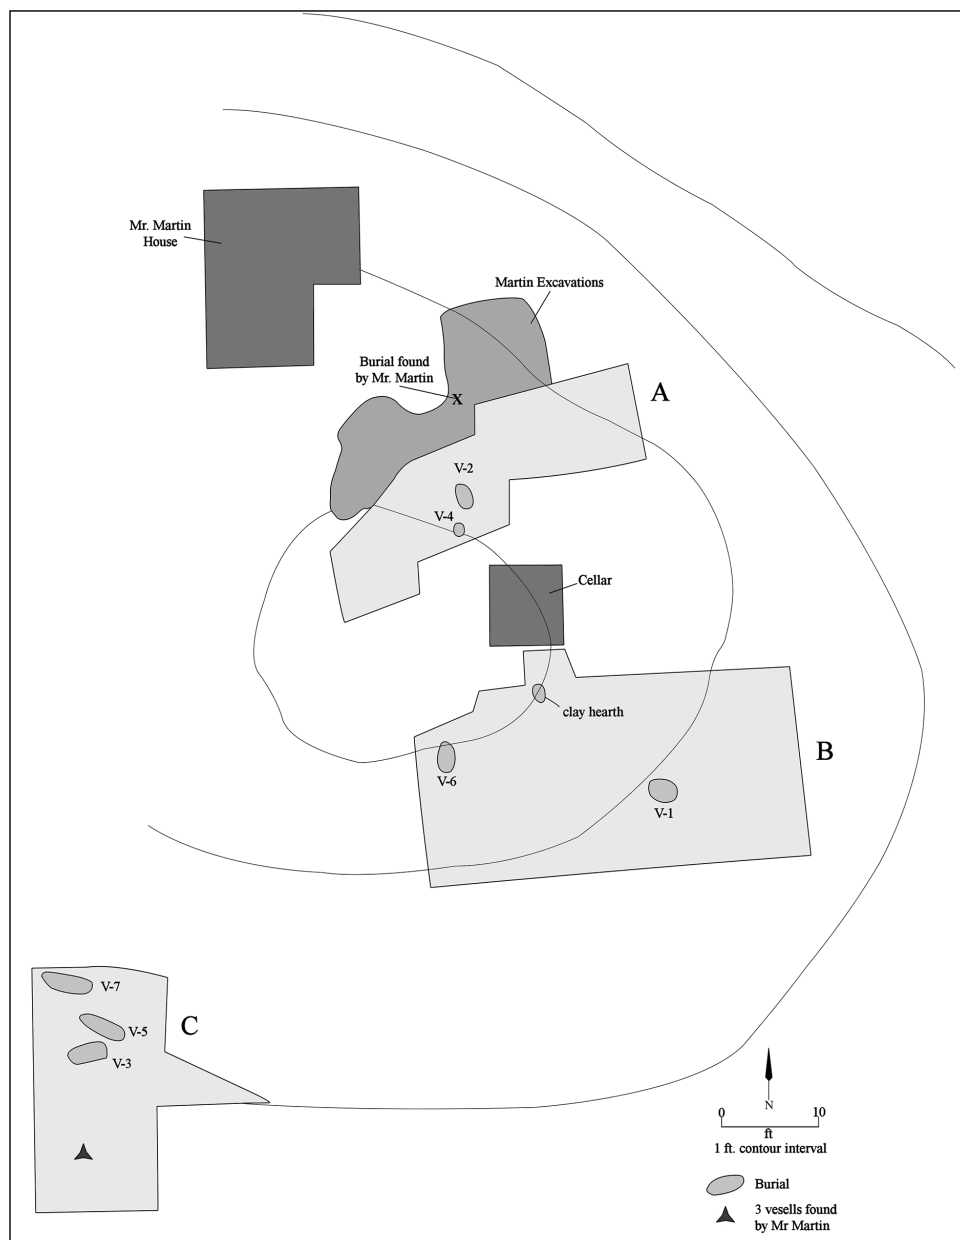 Mr. Martin
House
Martin Excavations
Burial found
by Mr. Martin
X
A
V-2
V-4
Cellar
clay hearth
B
V-6
V-1
V-7
C
V-5
V-3
N
0 10
ft
1 ft. contour interval
Burial
3 vesells found
by Mr Martin